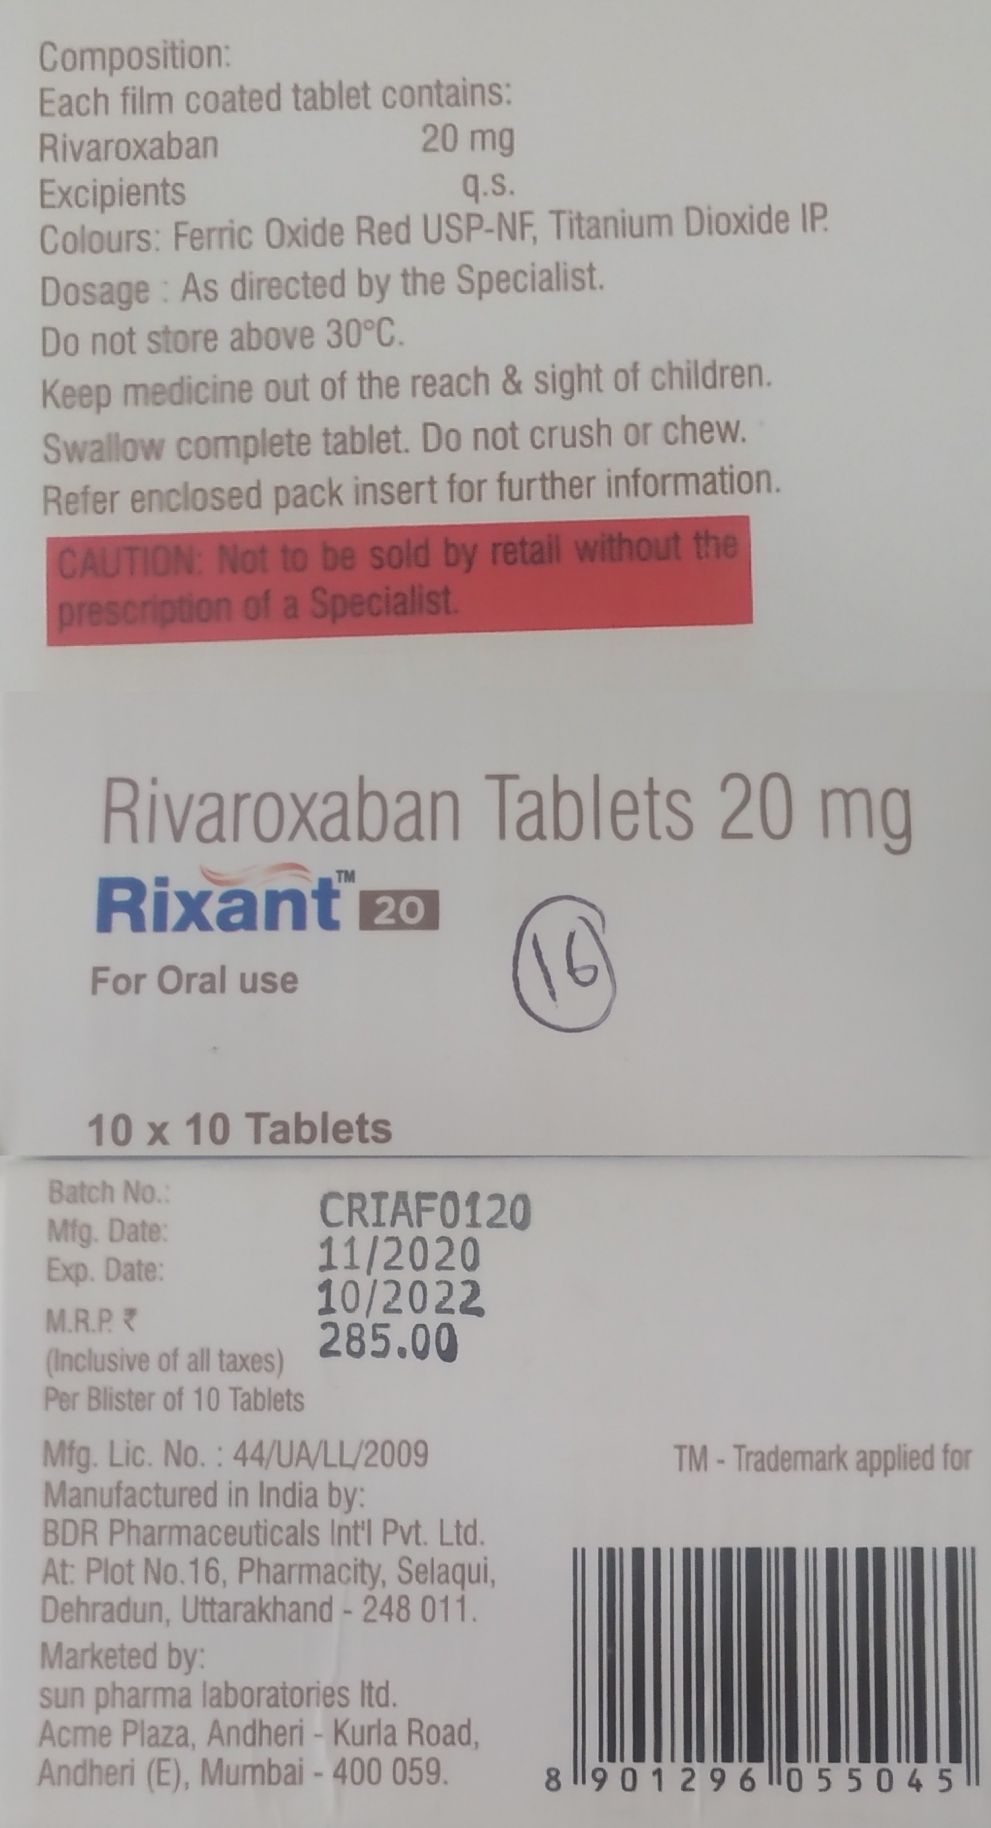 Composition:
Each film coated tablet contains:
Rivaroxaban 20 mg
Excipients q.s.
Colours: Ferric Oxide Red USP-NF, Titanium Dioxide IP.
Dosage : As directed by the Specialist.
Do not store above 30°C.
Keep medicine out of the reach & sight of children.
Swallow complete tablet. Do not crush or chew.
Refer enclosed pack insert for further information.
CAUTION: Not to be sold by retail without the
prescription of a Specialist.
Rivaroxaban Tablets 20 mg
Rixant™ 20
16
For Oral use
10 x 10 Tablets
Batch No.: CRIAF0120
Mfg. Date: 11/2020
Exp. Date: 10/2022
M.R.P. ₹ 285.00
(Inclusive of all taxes)
Per Blister of 10 Tablets
Mfg. Lic. No. : 44/UA/LL/2009
TM - Trademark applied for
Manufactured in India by:
BDR Pharmaceuticals Int'l Pvt. Ltd.
At: Plot No.16, Pharmacity, Selaqui,
Dehradun, Uttarakhand - 248 011.
Marketed by:
sun pharma laboratories ltd.
Acme Plaza, Andheri - Kurla Road,
Andheri (E), Mumbai - 400 059.
8 901296 055045